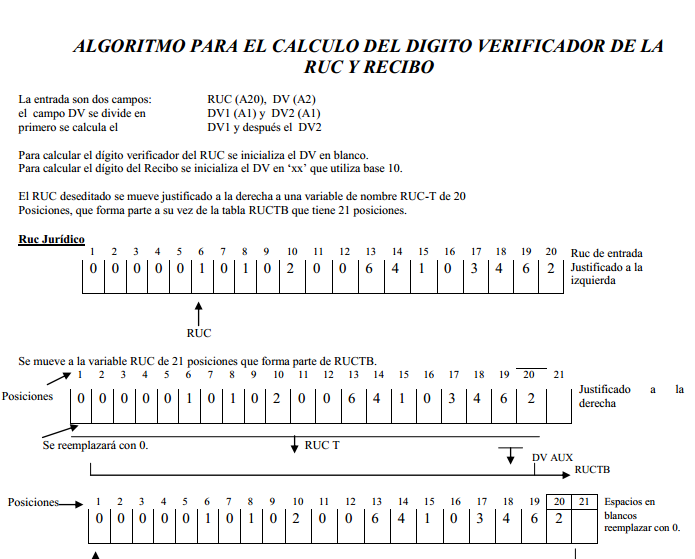 ALGORITMO PARA EL CALCULO DEL DIGITO VERIFICADOR DE LA
RUC Y RECIBO
La entrada son dos campos: RUC (A20), DV (A2)
el campo DV se divide en DV1 (A1) y DV2 (A1)
primero se calcula el DV1 y después el DV2
Para calcular el dígito verificador del RUC se inicializa el DV en blanco.
Para calcular el dígito del Recibo se inicializa el DV en ‘xx’ que utiliza base 10.
El RUC deseditado se mueve justificado a la derecha a una variable de nombre RUC-T de 20
Posiciones, que forma parte a su vez de la tabla RUCTB que tiene 21 posiciones.
Ruc Jurídico
1 2 3 4 5 6 7 8 9 10 11 12 13 14 15 16 17 18 19 20 Ruc de entrada
0 0 0 0 0 1 0 1 0 2 0 0 6 4 1 0 3 4 6 2 Justificado a la
izquierda
RUC
Se mueve a la variable RUC de 21 posiciones que forma parte de RUCTB.
1 2 3 4 5 6 7 8 9 10 11 12 13 14 15 16 17 18 19 20 21
Posiciones 0 0 0 0 0 1 0 1 0 2 0 0 6 4 1 0 3 4 6 2 Justificado a la
derecha
Se reemplazará con 0. RUC T
DV AUX
RUCTB
Posiciones 1 2 3 4 5 6 7 8 9 10 11 12 13 14 15 16 17 18 19 20 21 Espacios en
0 0 0 0 0 1 0 1 0 2 0 0 6 4 1 0 3 4 6 2 blancos
reemplazar con 0.